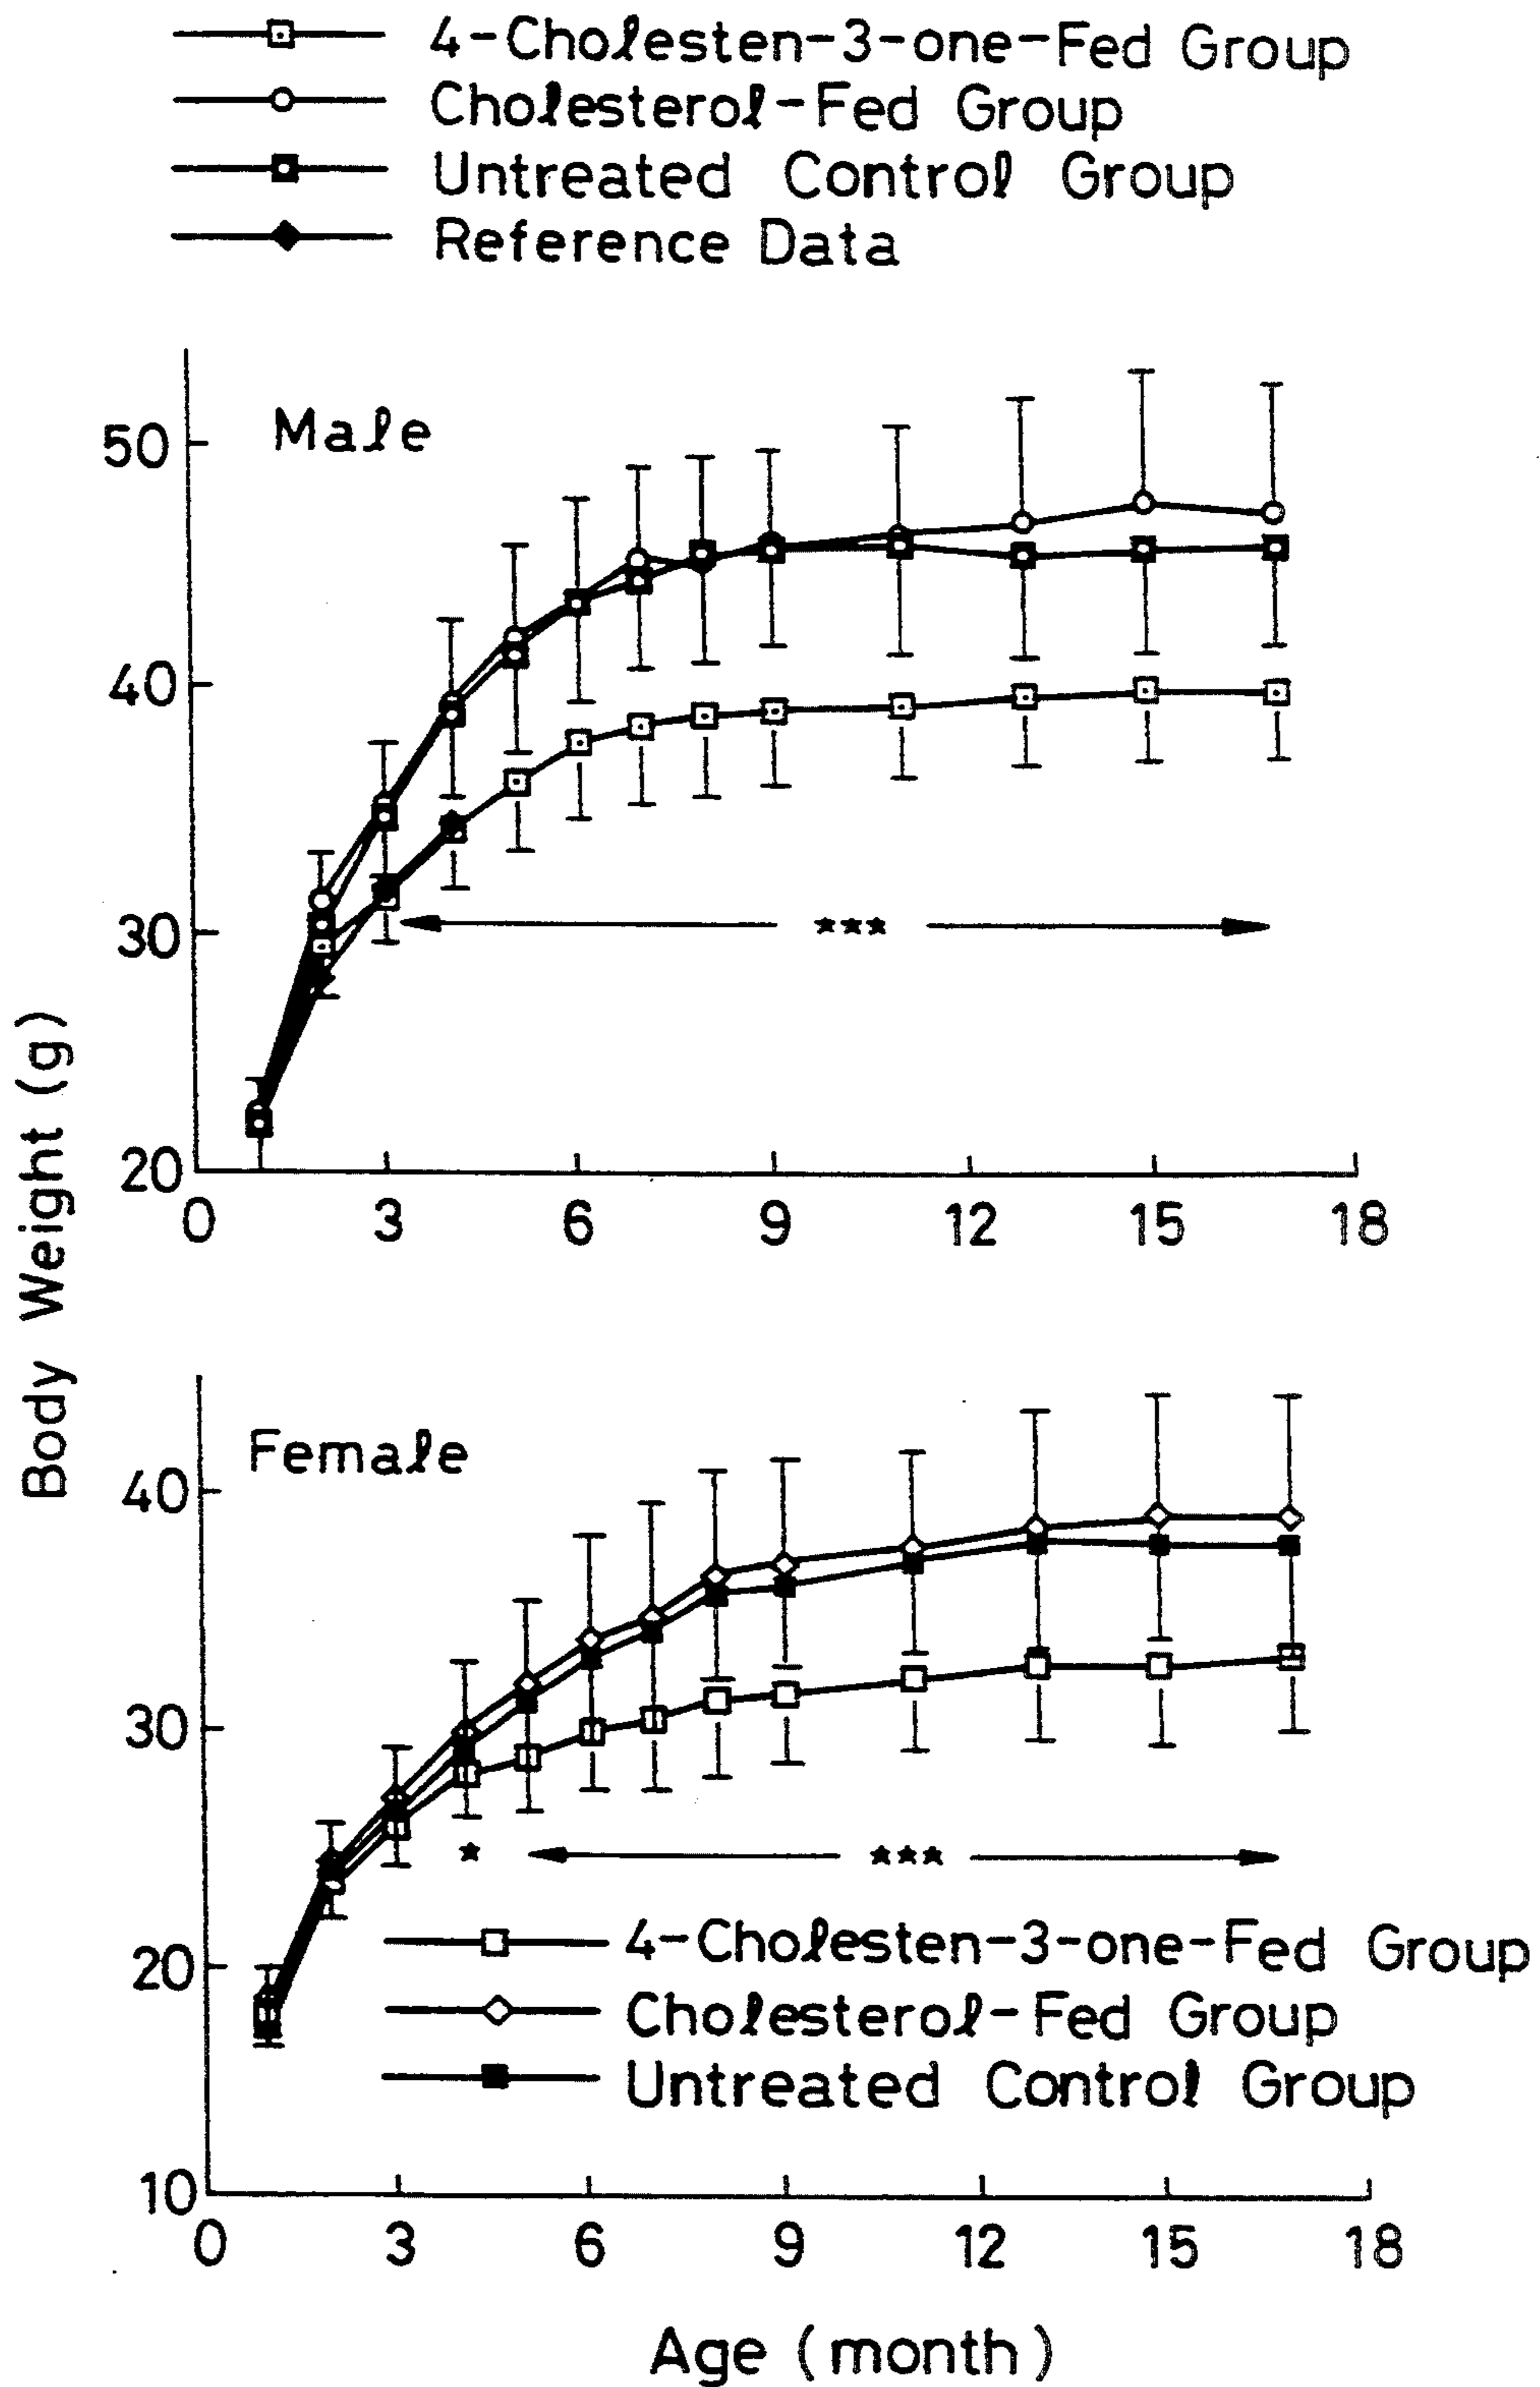 4-Cholesten-3-one-Fed Group
Cholesterol-Fed Group
Untreated Control Group
Reference Data
Male
50
40
30
20
***
0 3 6 9 12 15 18
Body Weight (g)
Female
40
30
20
10
* ***
4-Cholesten-3-one-Fed Group
Cholesterol-Fed Group
Untreated Control Group
0 3 6 9 12 15 18
Age (month)